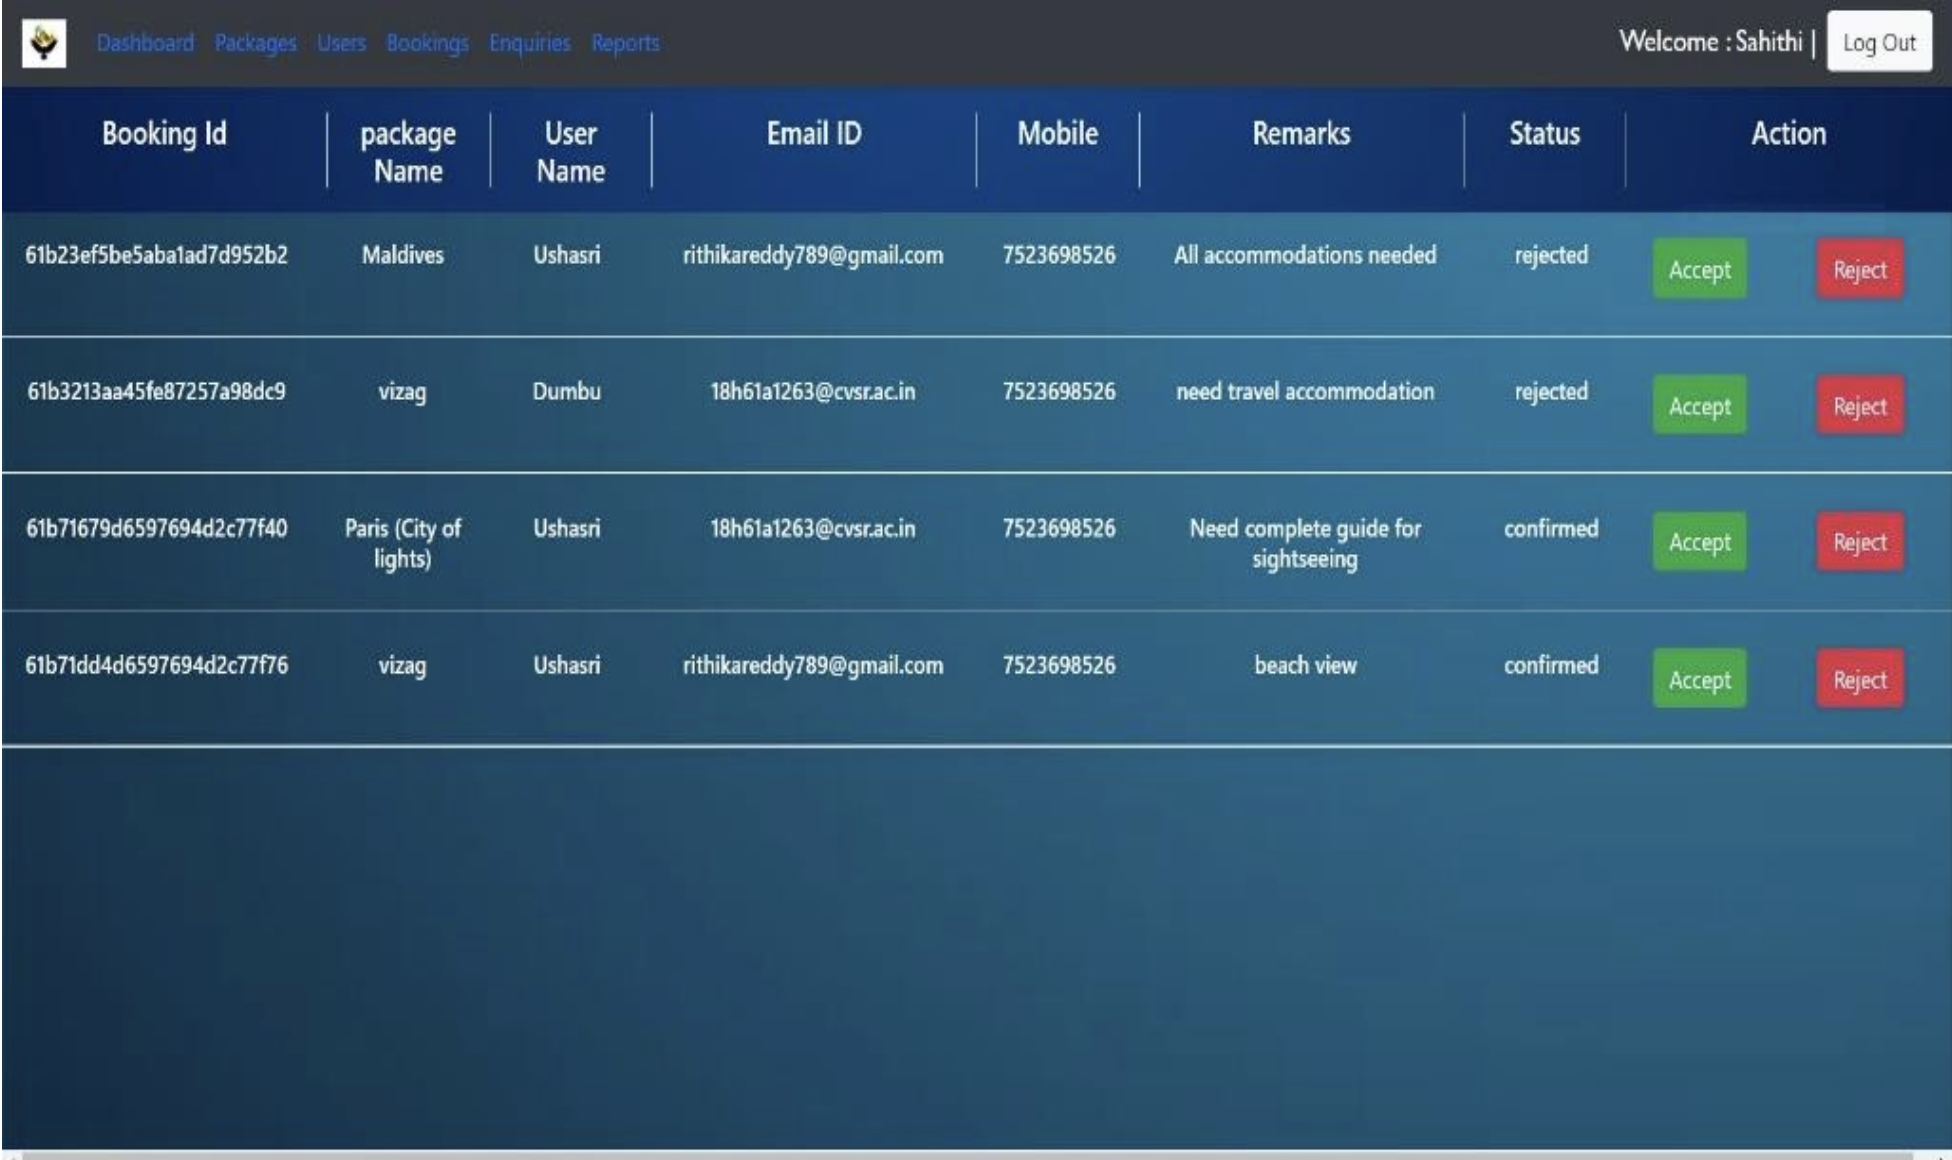 Dashboard Packages Users Bookings Enquiries Reports Welcome : Sahithi | Log Out
Booking Id package Name User Name Email ID Mobile Remarks Status Action
61b23ef5be5aba1ad7d952b2 Maldives Ushasri rithikareddy789@gmail.com 7523698526 All accommodations needed rejected Accept Reject
61b3213aa45fe87257a98dc9 vizag Dumbu 18h61a1263@cvsr.ac.in 7523698526 need travel accommodation rejected Accept Reject
61b71679d6597694d2c77f40 Paris (City of lights) Ushasri 18h61a1263@cvsr.ac.in 7523698526 Need complete guide for sightseeing confirmed Accept Reject
61b71dd4d6597694d2c77f76 vizag Ushasri rithikareddy789@gmail.com 7523698526 beach view confirmed Accept Reject